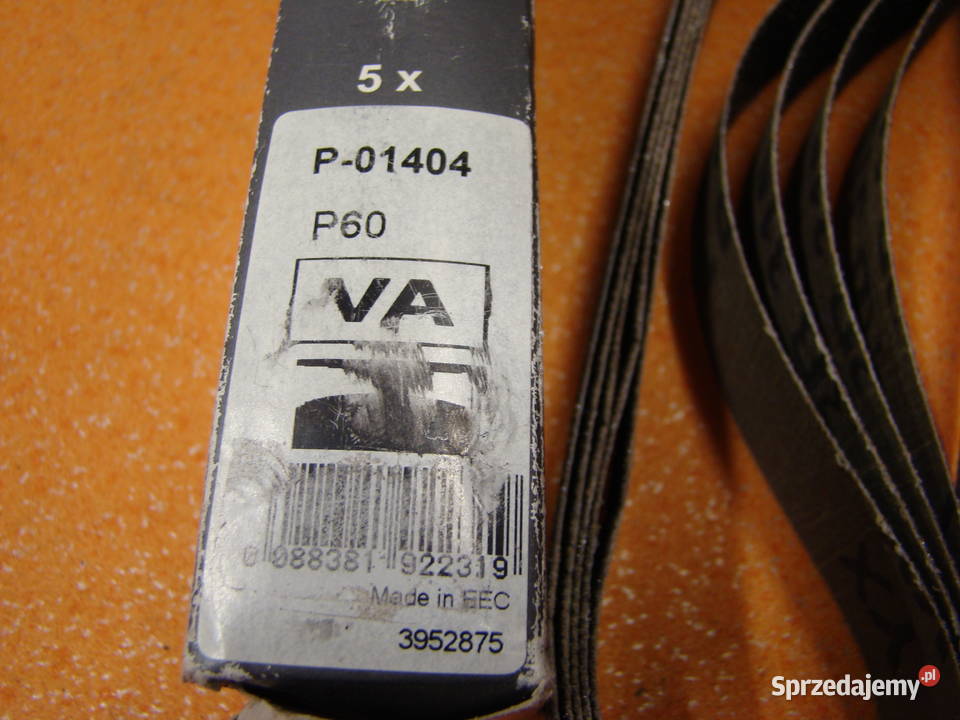 5 x
P-01404
P60
VA
0 088381 922319
Made in EEC
3952875
Sprzedajemy.pl